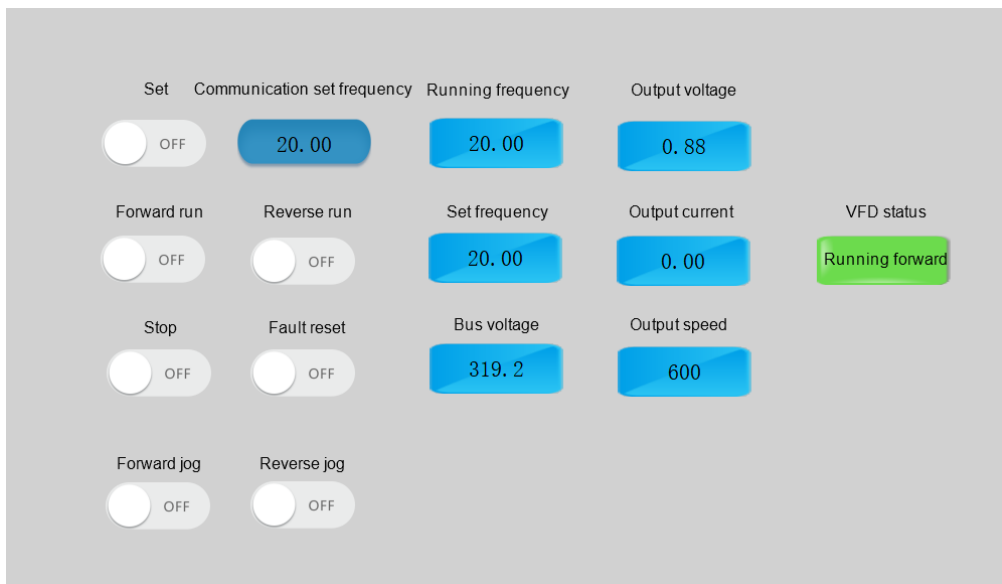 Set Communication set frequency Running frequency Output voltage
OFF 20.00 20.00 0.88
Forward run Reverse run Set frequency Output current VFD status
OFF OFF 20.00 0.00 Running forward
Stop Fault reset Bus voltage Output speed
OFF OFF 319.2 600
Forward jog Reverse jog
OFF OFF